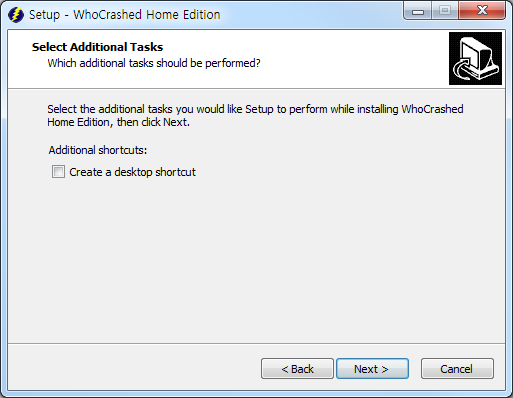 Setup - WhoCrashed Home Edition
Select Additional Tasks
Which additional tasks should be performed?
Select the additional tasks you would like Setup to perform while installing WhoCrashed
Home Edition, then click Next.
Additional shortcuts:
Create a desktop shortcut
< Back
Next >
Cancel